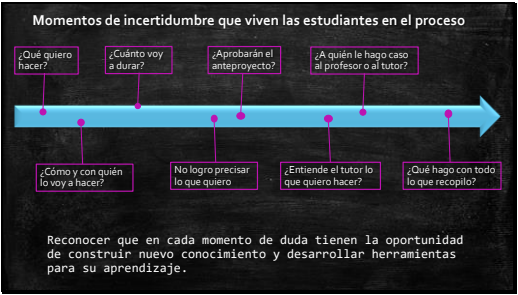 Momentos de incertidumbre que viven las estudiantes en el proceso
¿Qué quiero
hacer?
¿Cuánto voy
a durar?
¿Aprobarán el
anteproyecto?
¿A quién le hago caso
al profesor o al tutor?
¿Cómo y con quién
lo voy a hacer?
No logro precisar
lo que quiero
¿Entiende el tutor lo
que quiero hacer?
¿Qué hago con todo
lo que recopilo?
Reconocer que en cada momento de duda tienen la oportunidad
de construir nuevo conocimiento y desarrollar herramientas
para su aprendizaje.